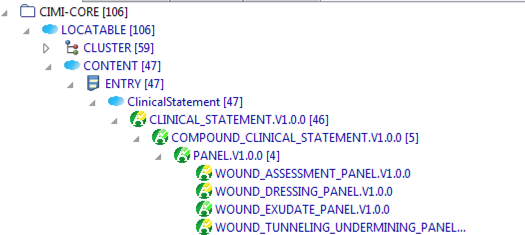 CIMI-CORE [106]
LOCATABLE [106]
CLUSTER [59]
CONTENT [47]
ENTRY [47]
ClinicalStatement [47]
CLINICAL_STATEMENT.V1.0.0 [46]
COMPOUND_CLINICAL_STATEMENT.V1.0.0 [5]
PANEL.V1.0.0 [4]
WOUND_ASSESSMENT_PANEL.V1.0.0
WOUND_DRESSING_PANEL.V1.0.0
WOUND_EXUDATE_PANEL.V1.0.0
WOUND_TUNNELING_UNDERMINING_PANEL...